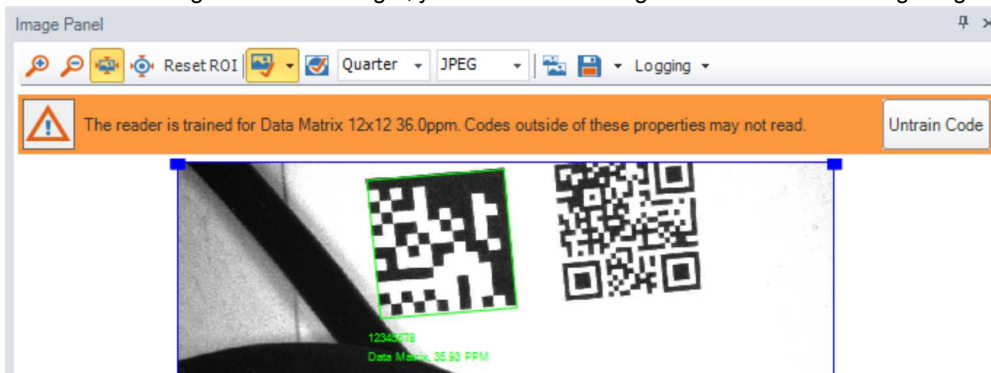 Image Panel
Reset ROI Quarter JPEG Logging
The reader is trained for Data Matrix 12x12 36.0ppm. Codes outside of these properties may not read. Untrain Code
12345678
Data Matrix, 35.93 PPM